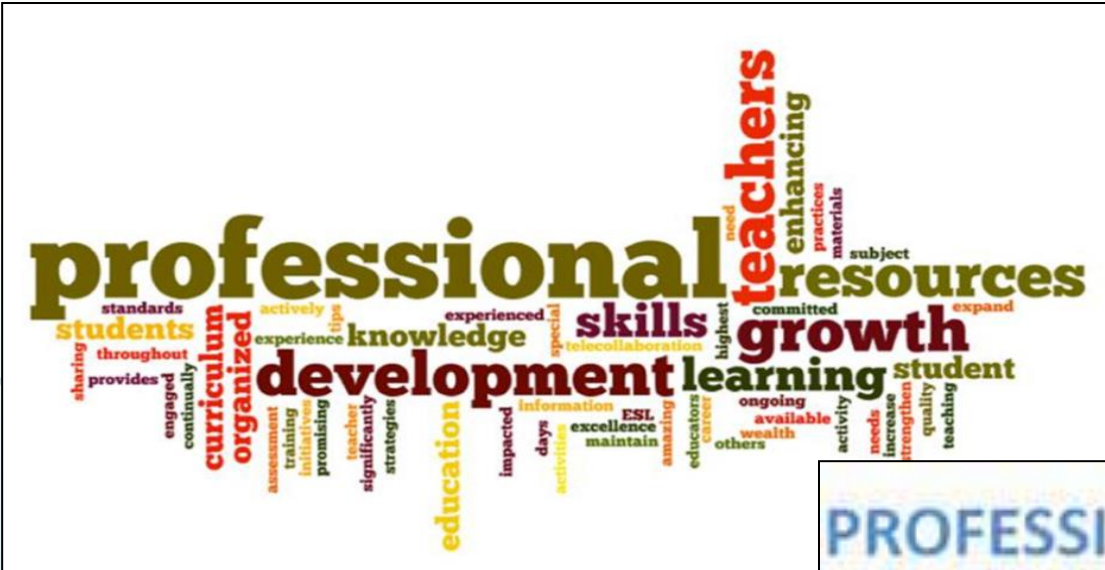 teachers
enhancing
need
practices
materials
professional
subject
resources
standards
students
actively
tips
experienced
special
skills
highest
committed
expand
growth
sharing
throughout
curriculum
organized
experience
knowledge
telecollaboration
provides
engaged
continually
development
learning
student
assessment
training
initiatives
promising
teacher
significantly
strategies
education
impacted
information
days
ESL
activities
excellence
maintain
amazing
educators
career
others
ongoing
available
wealth
activity
needs
increase
strengthen
quality
teaching
PROFESSI